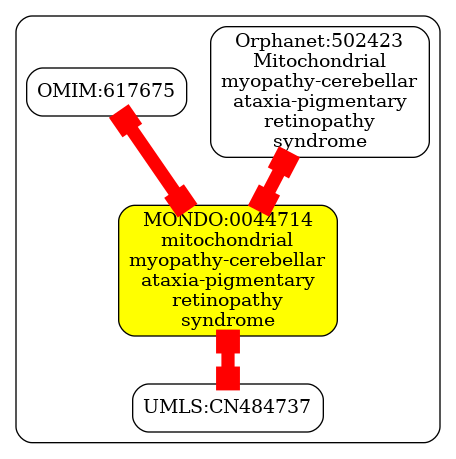 OMIM:617675
Orphanet:502423
Mitochondrial
myopathy-cerebellar
ataxia-pigmentary
retinopathy
syndrome
MONDO:0044714
mitochondrial
myopathy-cerebellar
ataxia-pigmentary
retinopathy
syndrome
UMLS:CN484737